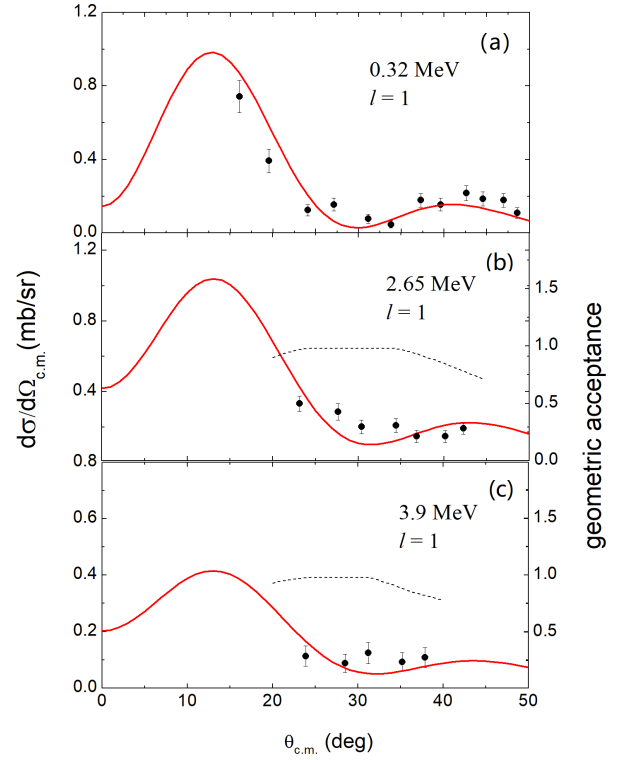 1.2
(a)
0.32 MeV
l = 1
0.8
0.4
0.0
1.2
(b)
2.65 MeV
l = 1
1.5
1.0
0.8
0.5
0.4
0.0
0.8
(c)
3.9 MeV
l = 1
1.5
0.6
1.0
0.4
0.5
0.2
0.0
0 10 20 30 40 50
θc.m. (deg)
dσ/dΩc.m.(mb/sr)
geometric acceptance